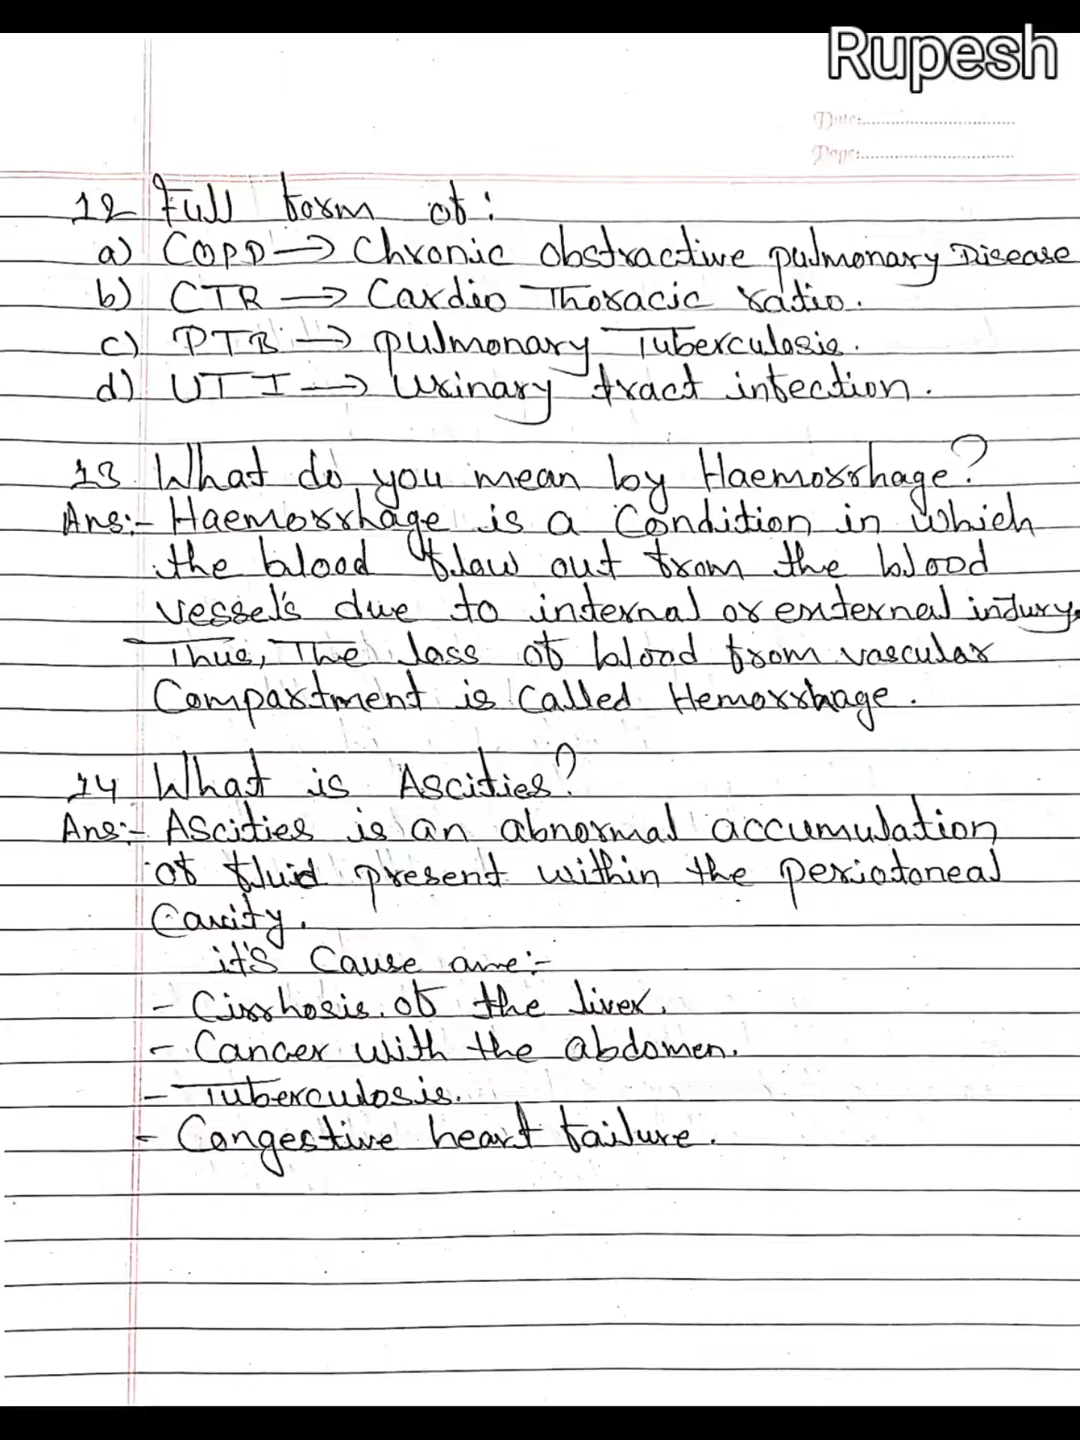 Rupesh
Date:
Page:
12 Full form of:
a) COPD → Chronic obstractive pulmonary Disease
b) CTR → Cardio Thoracic ratio.
c) PTB → pulmonary Tuberculosis.
d) UTI → Urinary tract infection.
13 What do you mean by Haemorrhage?
Ans:- Haemorrhage is a condition in which
the blood flow out from the blood
vessel's due to internal or enternal injury.
Thus, The loss of blood from vascular
Compartment is called Hemorrhage.
14 What is Ascities?
Ans:- Ascities is an abnormal accumulation
of fluid present within the periotoneal
Cavity.
it's Cause are:-
- Cirrhosis of the liver.
- Cancer with the abdomen.
- Tuberculosis.
- Congestive heart failure.